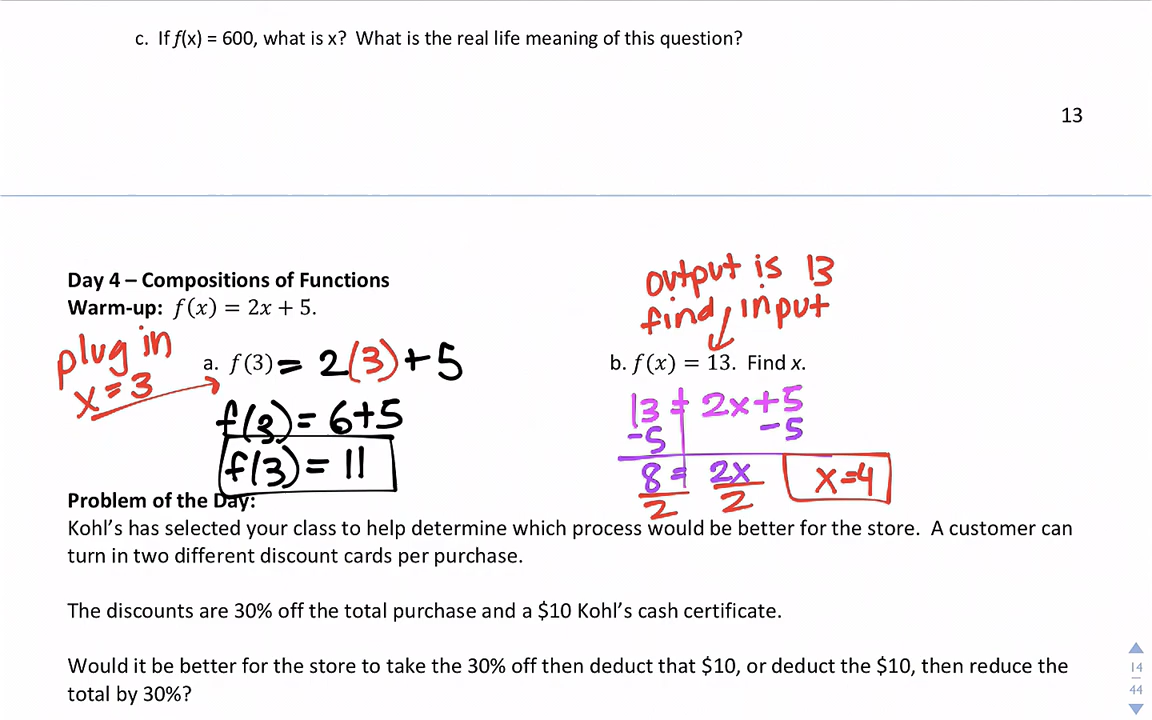 c. If f(x) = 600, what is x? What is the real life meaning of this question?
13
Day 4 – Compositions of Functions
Warm-up: f(x) = 2x + 5.
output is 13
find input
plug in
x = 3
a. f(3) = 2(3)+5
f(3) = 6+5
f(3) = 11
b. f(x) = 13. Find x.
13 = 2x+5
-5 -5
8 = 2x
2 2
x=4
Problem of the Day:
Kohl's has selected your class to help determine which process would be better for the store. A customer can
turn in two different discount cards per purchase.
The discounts are 30% off the total purchase and a $10 Kohl's cash certificate.
Would it be better for the store to take the 30% off then deduct that $10, or deduct the $10, then reduce the
total by 30%?
14
44